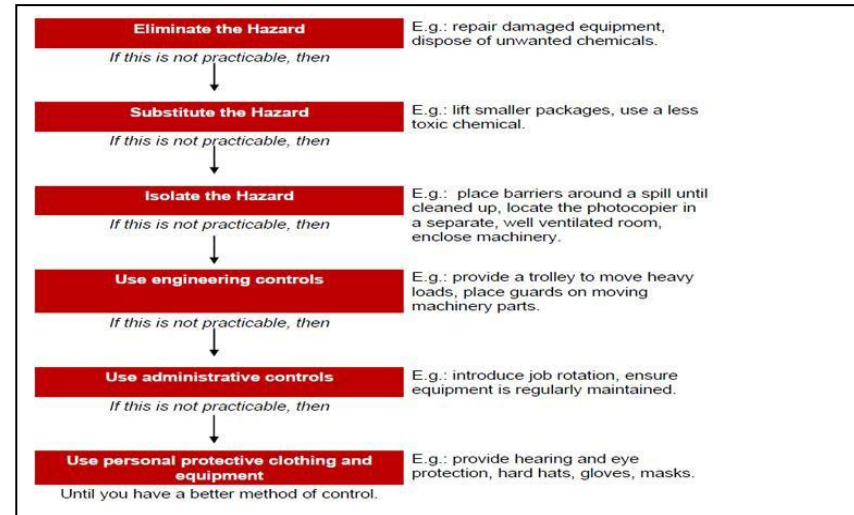 Eliminate the Hazard
E.g.: repair damaged equipment,
dispose of unwanted chemicals.
If this is not practicable, then
Substitute the Hazard
E.g.: lift smaller packages, use a less
toxic chemical.
If this is not practicable, then
Isolate the Hazard
E.g.: place barriers around a spill until
cleaned up, locate the photocopier in
a separate, well ventilated room,
enclose machinery.
If this is not practicable, then
Use engineering controls
E.g.: provide a trolley to move heavy
loads, place guards on moving
machinery parts.
If this is not practicable, then
Use administrative controls
E.g.: introduce job rotation, ensure
equipment is regularly maintained.
If this is not practicable, then
Use personal protective clothing and
equipment
E.g.: provide hearing and eye
protection, hard hats, gloves, masks.
Until you have a better method of control.